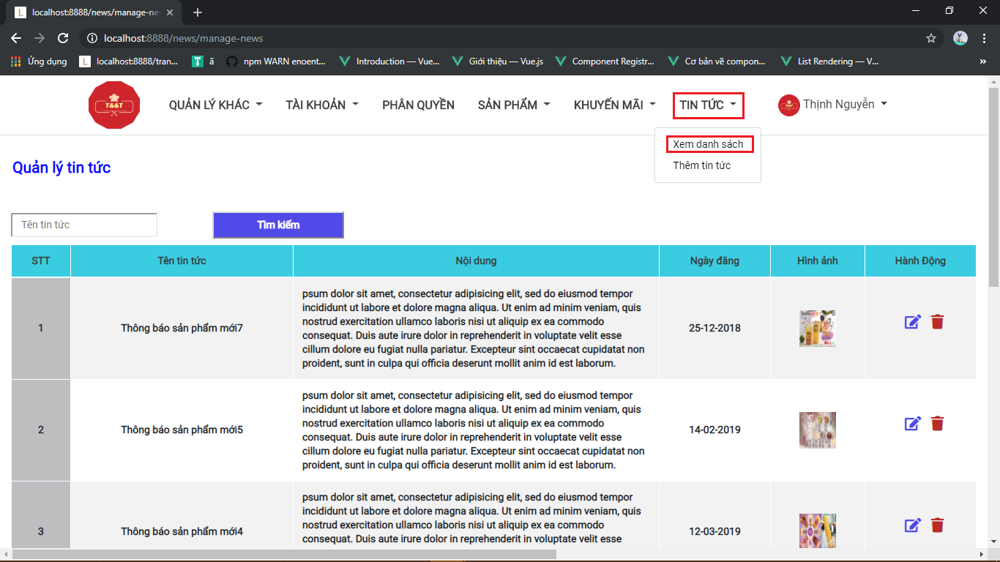 localhost:8888/news/manage-ne
localhost:8888/news/manage-news
Ứng dụng
localhost:8888/tran...
ã
npm WARN enoent...
Introduction — Vue...
Giới thiệu — Vue.js
Component Registr...
Cơ bản về compon...
List Rendering — V...
T&&T
QUẢN LÝ KHÁC
TÀI KHOẢN
PHÂN QUYỀN
SẢN PHẨM
KHUYẾN MÃI
TIN TỨC
Thịnh Nguyễn
Xem danh sách
Thêm tin tức
Quản lý tin tức
Tên tin tức
Tìm kiếm
STT
Tên tin tức
Nội dung
Ngày đăng
Hình ảnh
Hành Động
1
Thông báo sản phẩm mới7
psum dolor sit amet, consectetur adipisicing elit, sed do eiusmod tempor
incididunt ut labore et dolore magna aliqua. Ut enim ad minim veniam, quis
nostrud exercitation ullamco laboris nisi ut aliquip ex ea commodo
consequat. Duis aute irure dolor in reprehenderit in voluptate velit esse
cillum dolore eu fugiat nulla pariatur. Excepteur sint occaecat cupidatat non
proident, sunt in culpa qui officia deserunt mollit anim id est laborum.
25-12-2018
2
Thông báo sản phẩm mới5
psum dolor sit amet, consectetur adipisicing elit, sed do eiusmod tempor
incididunt ut labore et dolore magna aliqua. Ut enim ad minim veniam, quis
nostrud exercitation ullamco laboris nisi ut aliquip ex ea commodo
consequat. Duis aute irure dolor in reprehenderit in voluptate velit esse
cillum dolore eu fugiat nulla pariatur. Excepteur sint occaecat cupidatat non
proident, sunt in culpa qui officia deserunt mollit anim id est laborum.
14-02-2019
3
Thông báo sản phẩm mới4
psum dolor sit amet, consectetur adipisicing elit, sed do eiusmod tempor
incididunt ut labore et dolore magna aliqua. Ut enim ad minim veniam, quis
nostrud exercitation ullamco laboris nisi ut aliquip ex ea commodo
consequat. Duis aute irure dolor in reprehenderit in voluptate velit esse
12-03-2019